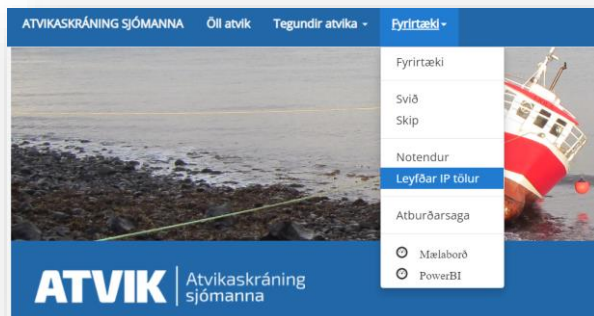 ATVIKASKRÁNING SJÓMANNA Öll atvik Tegundir atvika Fyrirtæki
Fyrirtæki
Svið
Skip
Notendur
Leyfðar IP tölur
Atburðarsaga
Mælaborð
PowerBI
ATVIK Atvikaskráning
sjómanna